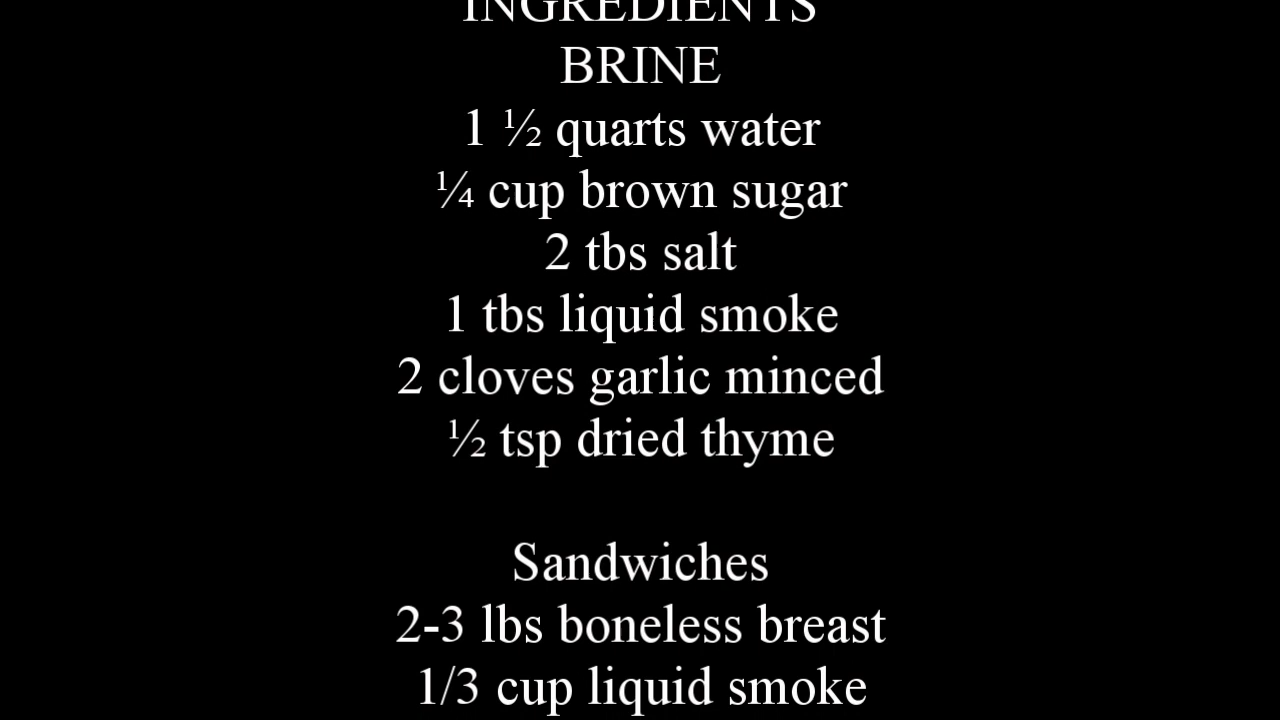 INGREDIENTS
BRINE
1 ½ quarts water
¼ cup brown sugar
2 tbs salt
1 tbs liquid smoke
2 cloves garlic minced
½ tsp dried thyme
Sandwiches
2-3 lbs boneless breast
1/3 cup liquid smoke